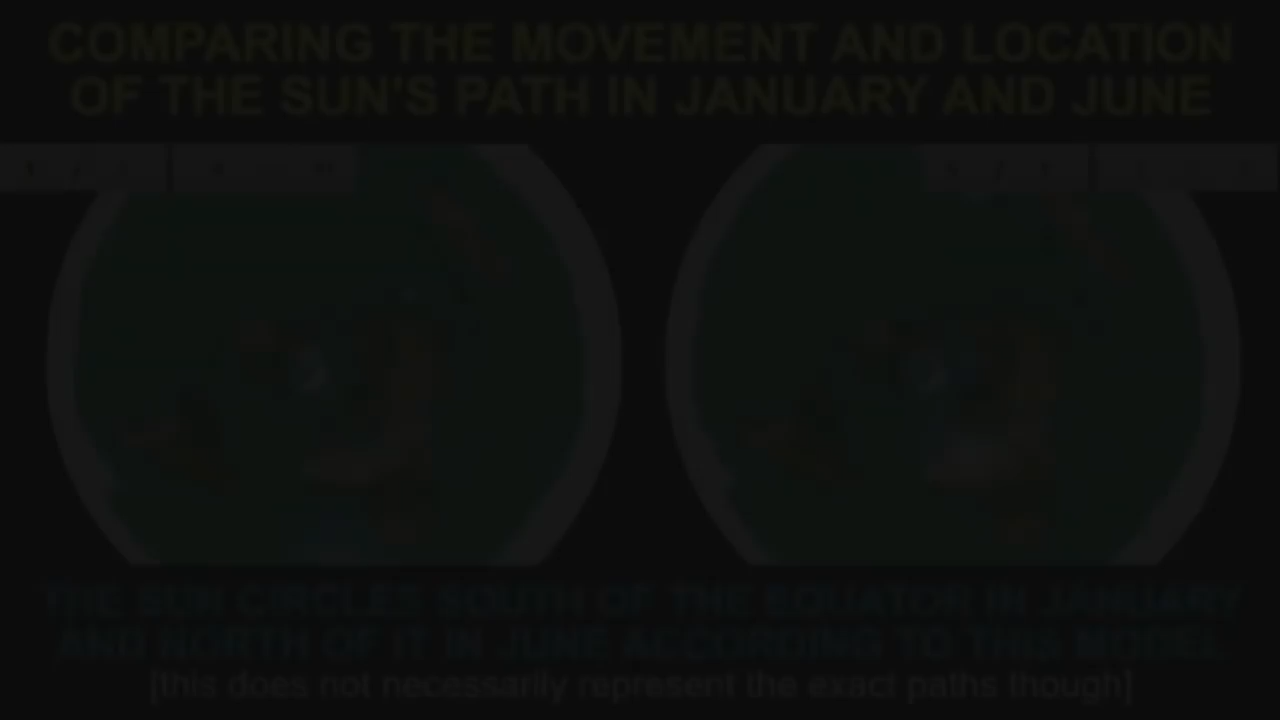 COMPARING THE MOVEMENT AND LOCATION
OF THE SUN'S PATH IN JANUARY AND JUNE
THE SUN CIRCLES SOUTH OF THE EQUATOR IN JANUARY
AND NORTH OF IT IN JUNE ACCORDING TO THIS MODEL.
[this does not necessarily represent the exact paths though]